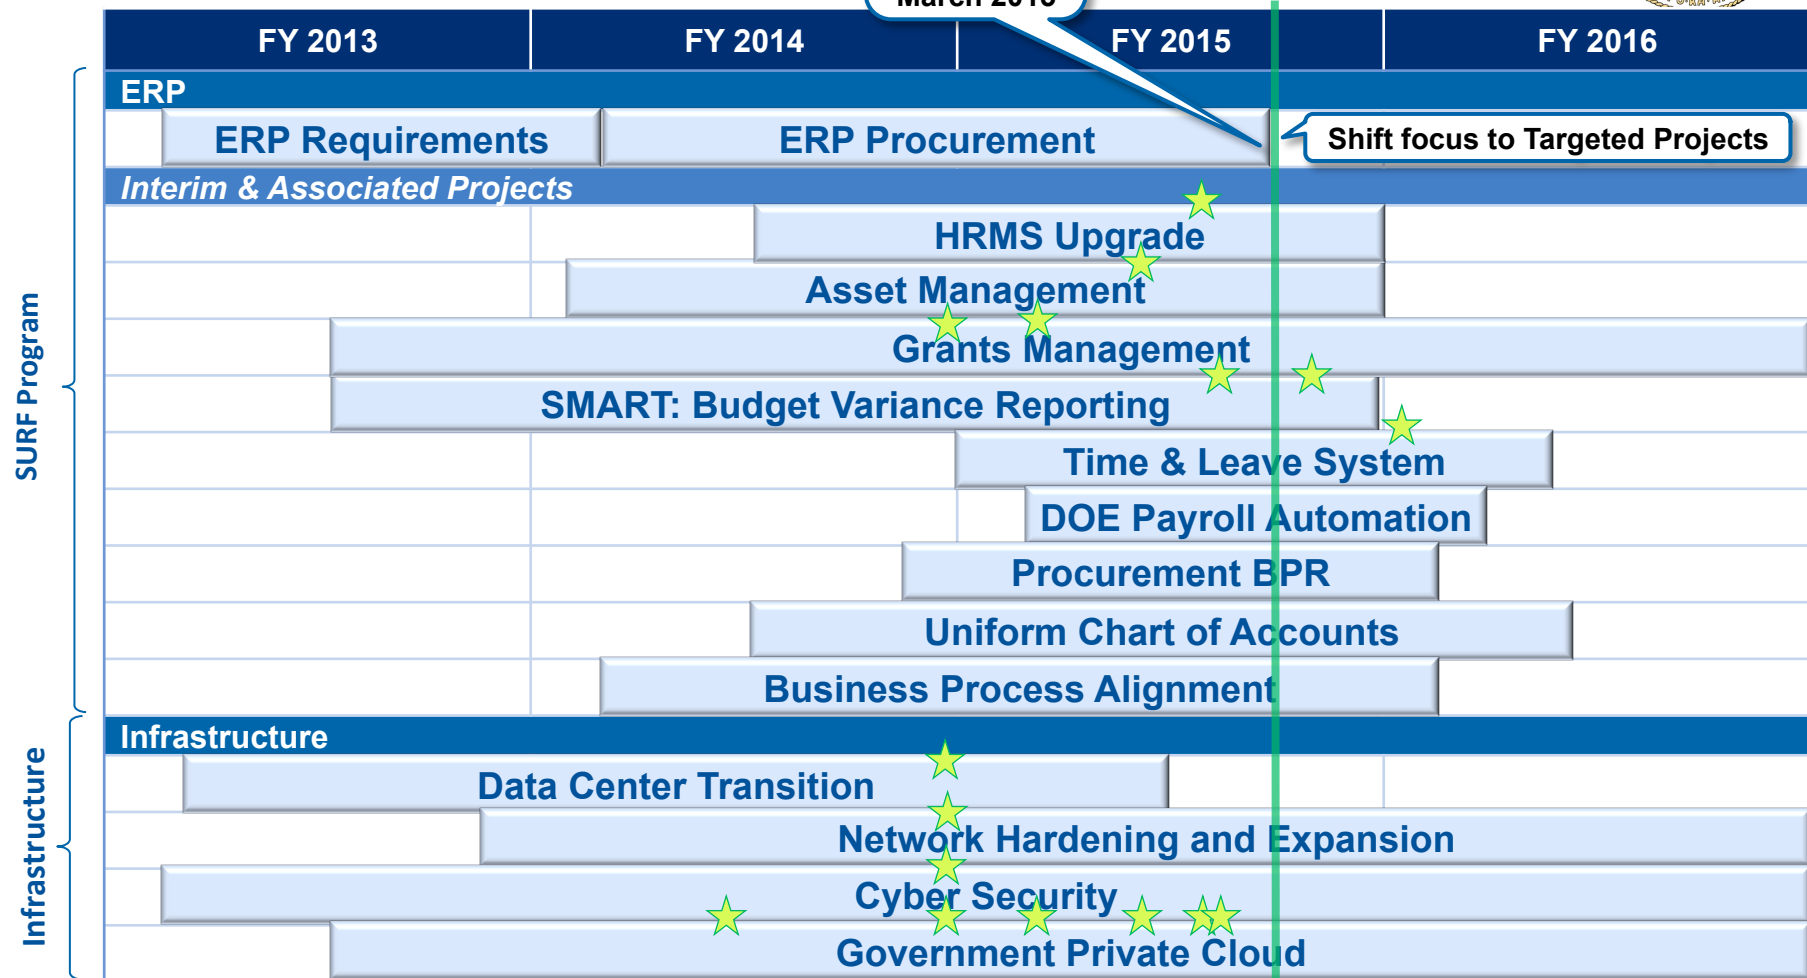 March 2015
FY 2013
FY 2014
FY 2015
FY 2016
ERP
ERP Requirements
ERP Procurement
Shift focus to Targeted Projects
Interim & Associated Projects
HRMS Upgrade
Asset Management
Grants Management
SMART: Budget Variance Reporting
Time & Leave System
DOE Payroll Automation
Procurement BPR
Uniform Chart of Accounts
Business Process Alignment
SURF Program
Infrastructure
Data Center Transition
Network Hardening and Expansion
Cyber Security
Government Private Cloud
Infrastructure